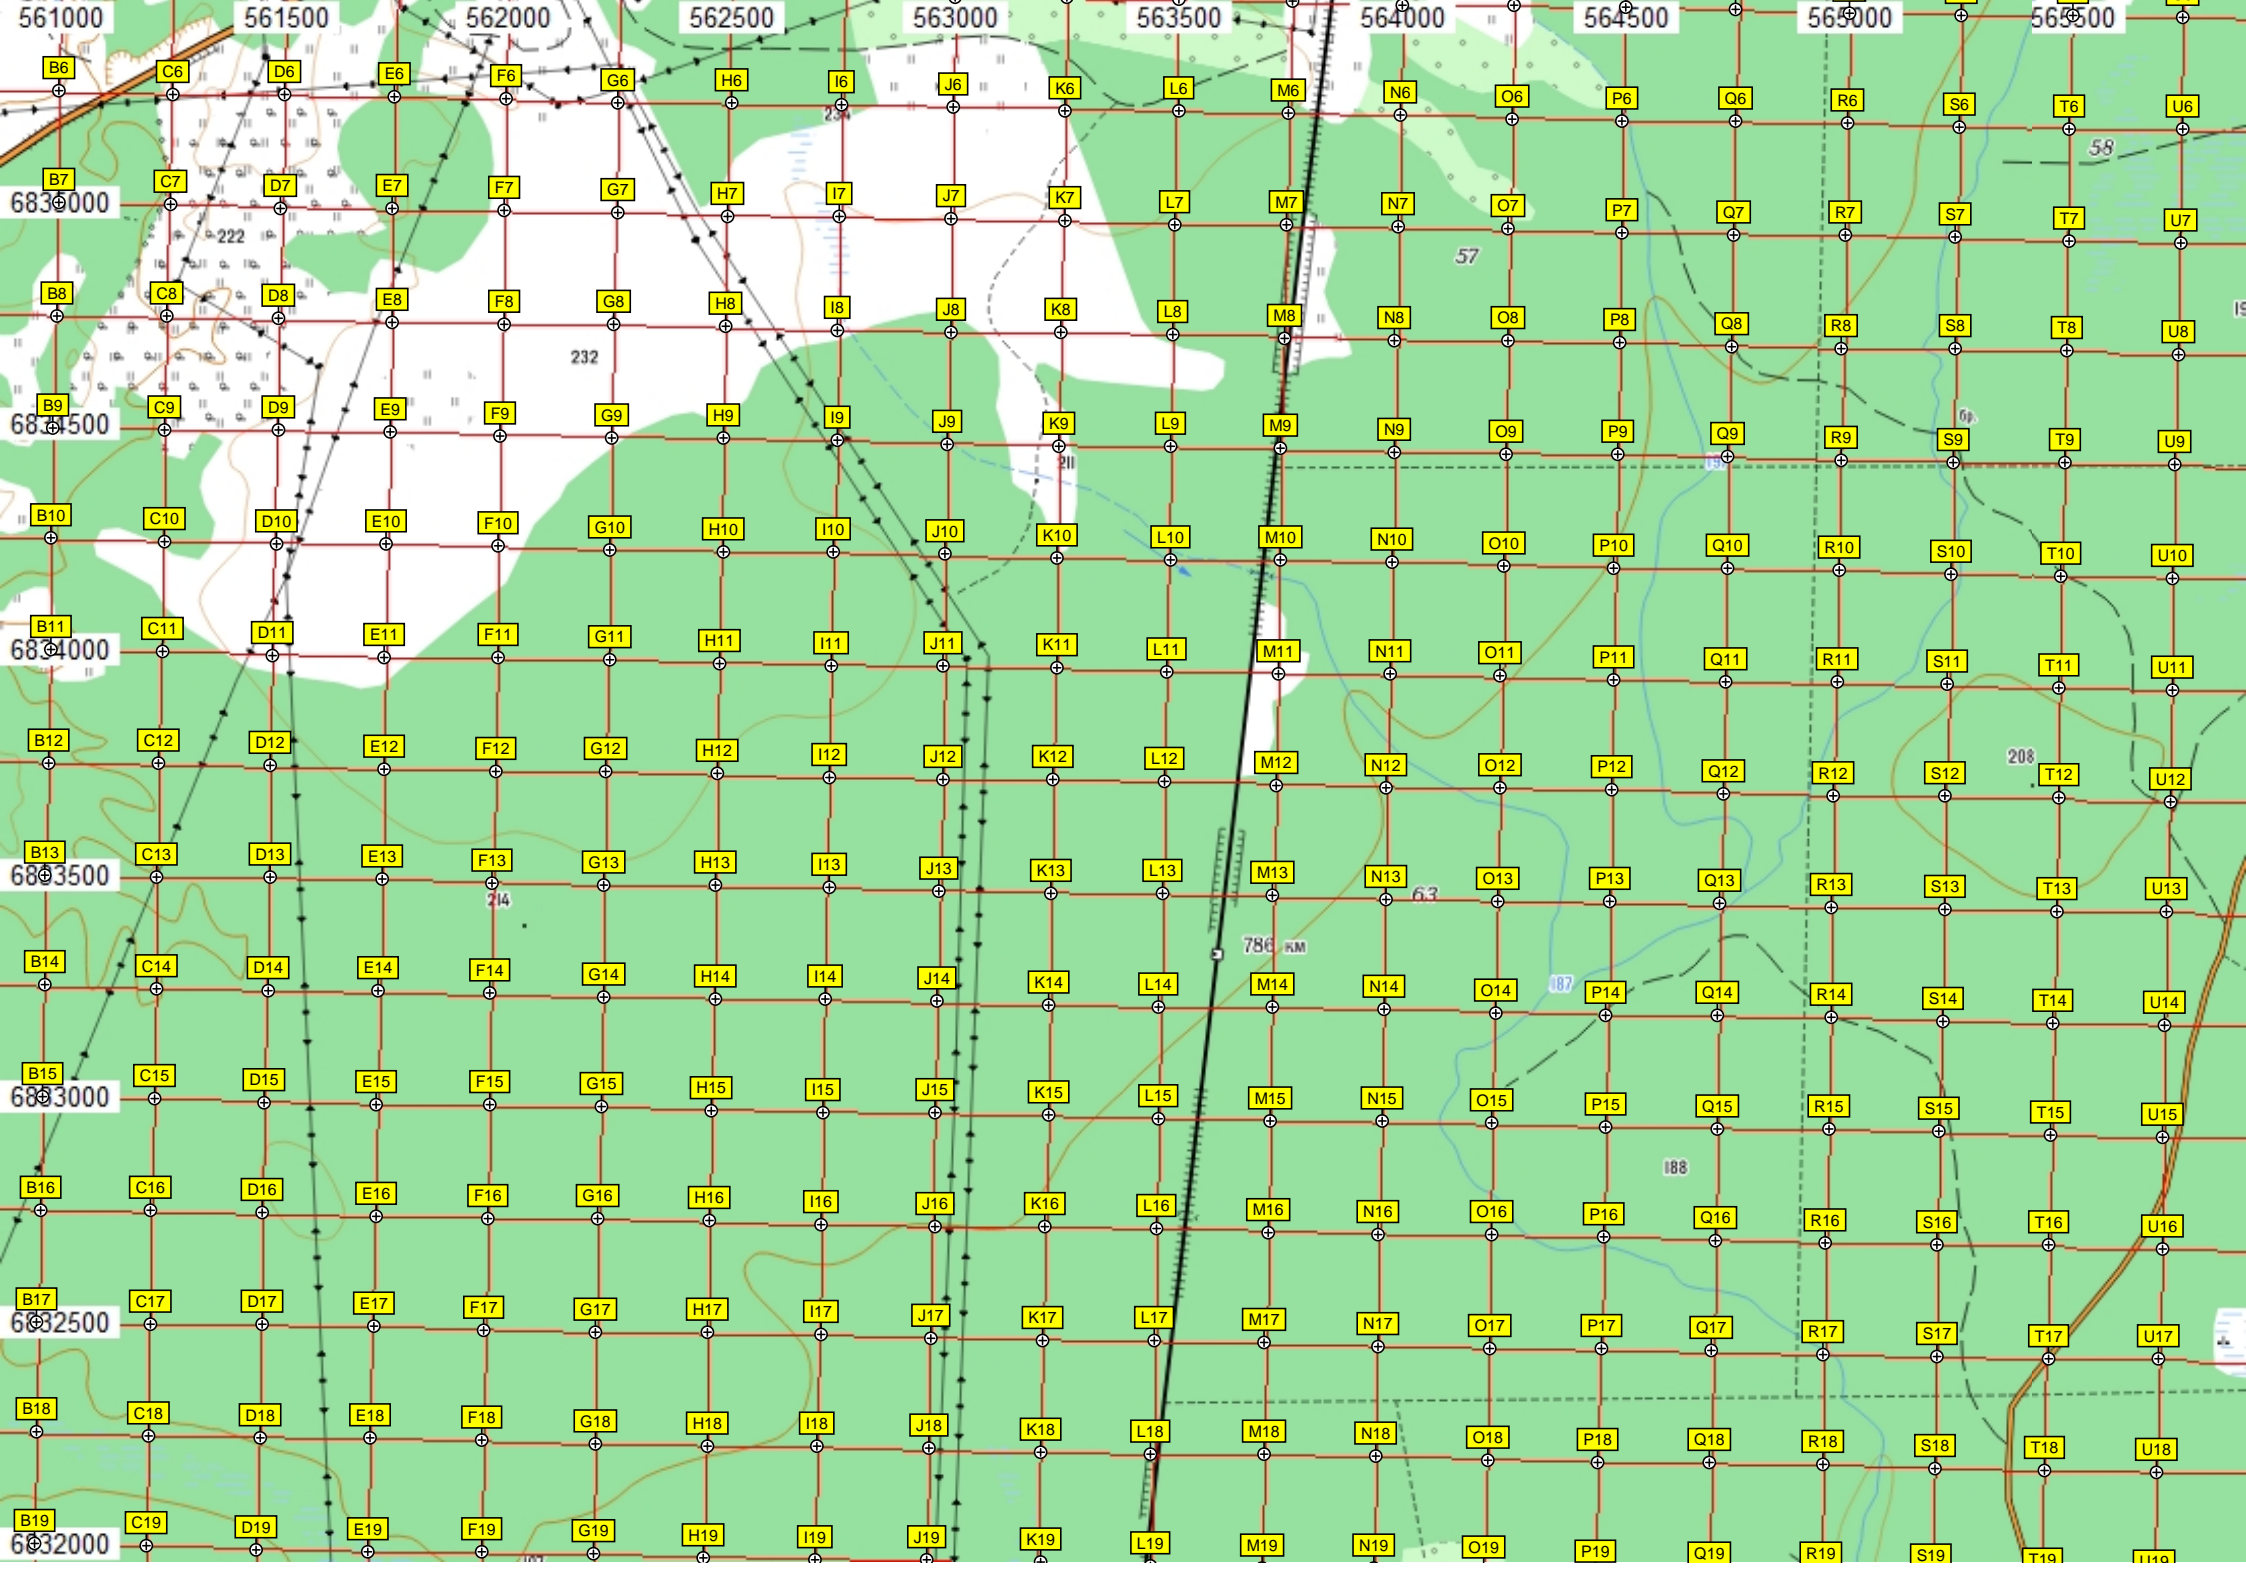 561000 561500 562000 562500 563000 563500 564000 564500 565000 565500
B6 C6 D6 E6 F6 G6 H6 I6 J6 K6 L6 M6 N6 O6 P6 Q6 R6 S6 T6 U6
58
B7 C7 D7 E7 F7 G7 H7 I7 J7 K7 L7 M7 N7 O7 P7 Q7 R7 S7 T7 U7
222
57
B8 C8 D8 E8 F8 G8 H8 I8 J8 K8 L8 M8 N8 O8 P8 Q8 R8 S8 T8 U8
232
бр.
B9 C9 D9 E9 F9 G9 H9 I9 J9 K9 L9 M9 N9 O9 P9 Q9 R9 S9 T9 U9
6834500
211
B10 C10 D10 E10 F10 G10 H10 I10 J10 K10 L10 M10 N10 O10 P10 Q10 R10 S10 T10 U10
B11 C11 D11 E11 F11 G11 H11 I11 J11 K11 L11 M11 N11 O11 P11 Q11 R11 S11 T11 U11
6834000
B12 C12 D12 E12 F12 G12 H12 I12 J12 K12 L12 M12 N12 O12 P12 Q12 R12 S12 T12 U12
208
B13 C13 D13 E13 F13 G13 H13 I13 J13 K13 L13 M13 N13 O13 P13 Q13 R13 S13 T13 U13
6833500
214
63
786 км
187
B14 C14 D14 E14 F14 G14 H14 I14 J14 K14 L14 M14 N14 O14 P14 Q14 R14 S14 T14 U14
B15 C15 D15 E15 F15 G15 H15 I15 J15 K15 L15 M15 N15 O15 P15 Q15 R15 S15 T15 U15
6833000
188
B16 C16 D16 E16 F16 G16 H16 I16 J16 K16 L16 M16 N16 O16 P16 Q16 R16 S16 T16 U16
B17 C17 D17 E17 F17 G17 H17 I17 J17 K17 L17 M17 N17 O17 P17 Q17 R17 S17 T17 U17
6832500
B18 C18 D18 E18 F18 G18 H18 I18 J18 K18 L18 M18 N18 O18 P18 Q18 R18 S18 T18 U18
B19 C19 D19 E19 F19 G19 H19 I19 J19 K19 L19 M19 N19 O19 P19 Q19 R19 S19 T19 U19
6832000